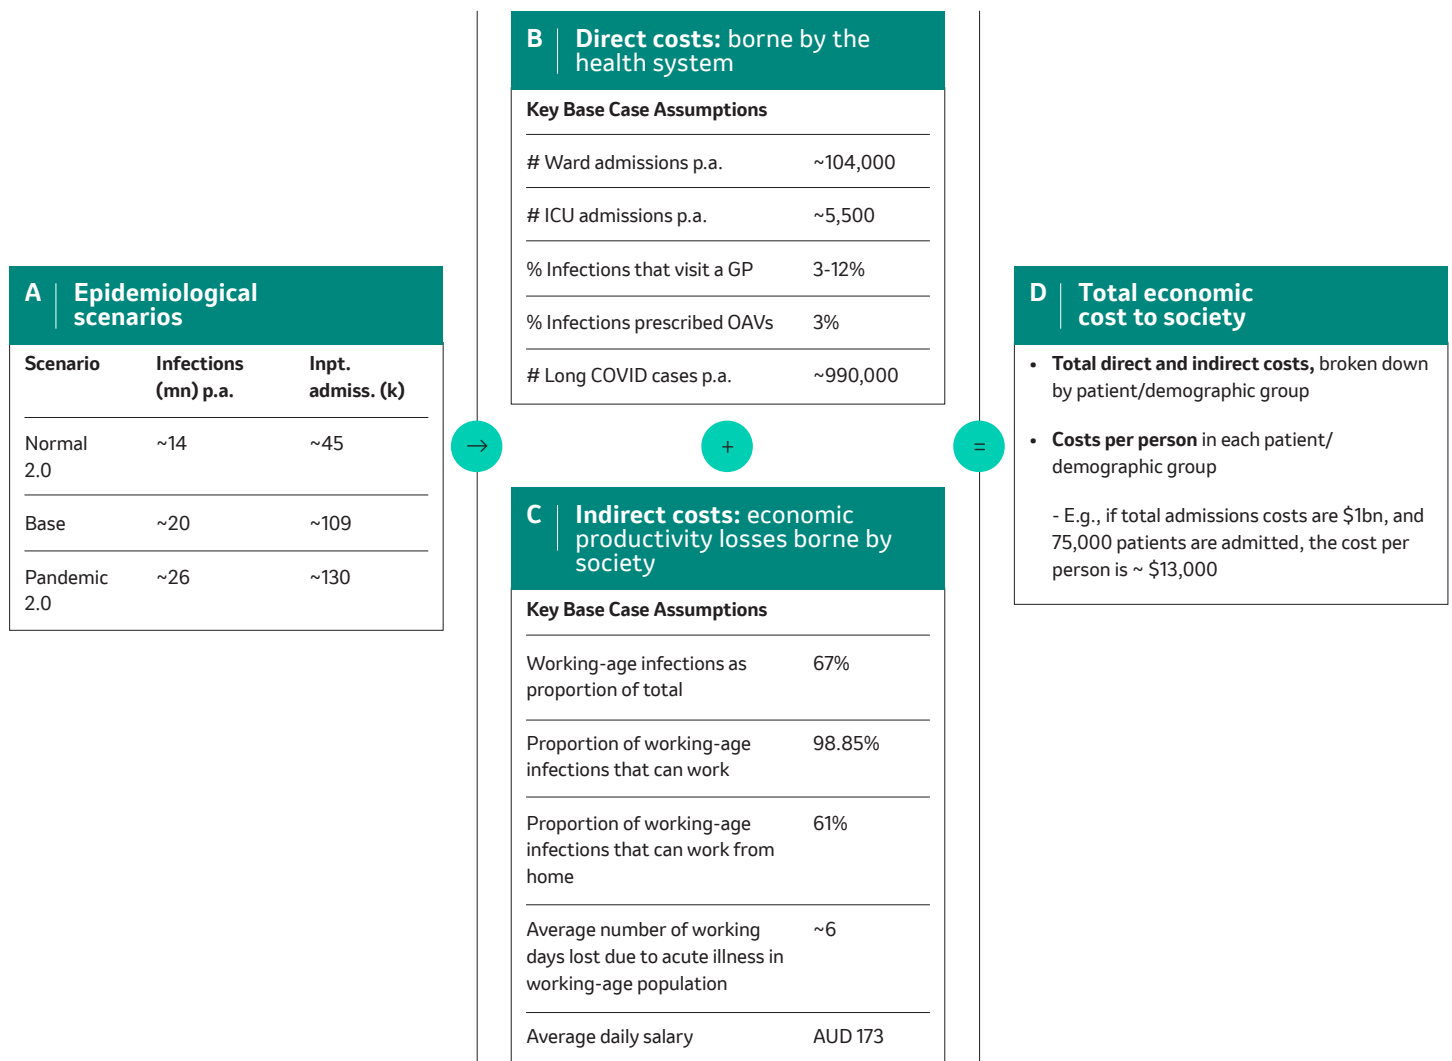 A
Epidemiological
scenarios
Scenario Infections Inpt.
(mn) p.a. admiss. (k)
Normal ~14 ~45
2.0
Base ~20 ~109
Pandemic ~26 ~130
2.0
→
B
Direct costs: borne by the
health system
Key Base Case Assumptions
# Ward admissions p.a. ~104,000
# ICU admissions p.a. ~5,500
% Infections that visit a GP 3-12%
% Infections prescribed OAVs 3%
# Long COVID cases p.a. ~990,000
+
C
Indirect costs: economic
productivity losses borne by
society
Key Base Case Assumptions
Working-age infections as 67%
proportion of total
Proportion of working-age 98.85%
infections that can work
Proportion of working-age 61%
infections that can work from
home
Average number of working ~6
days lost due to acute illness in
working-age population
Average daily salary AUD 173
=
D
Total economic
cost to society
• Total direct and indirect costs, broken down
by patient/demographic group
• Costs per person in each patient/
demographic group
- E.g., if total admissions costs are $1bn, and
75,000 patients are admitted, the cost per
person is ~ $13,000